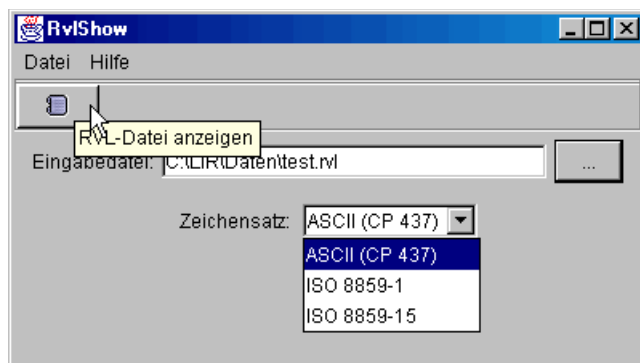 RvlShow
Datei Hilfe
RVL-Datei anzeigen
Eingabedatei: C:\LIR\Daten\test.rvl ...
Zeichensatz: ASCII (CP 437)
ASCII (CP 437)
ISO 8859-1
ISO 8859-15